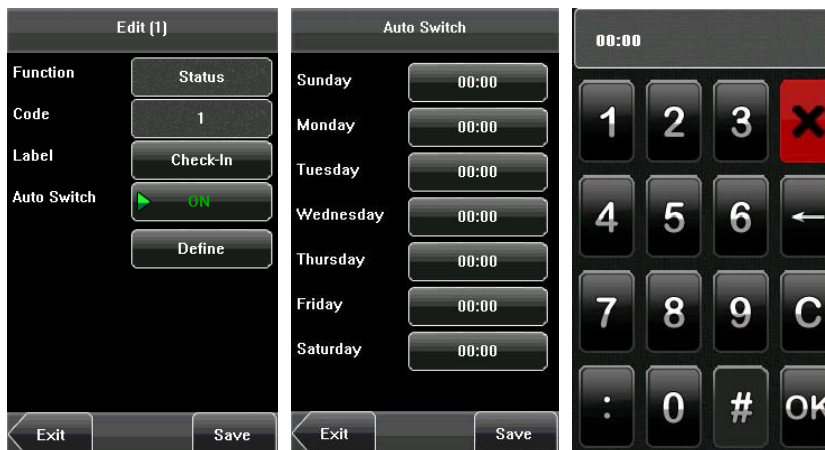 Edit (1)
Function Status
Code 1
Label Check-In
Auto Switch ON
Define
Exit Save
Auto Switch
Sunday 00:00
Monday 00:00
Tuesday 00:00
Wednesday 00:00
Thursday 00:00
Friday 00:00
Saturday 00:00
Exit Save
00:00
1 2 3 X
4 5 6 ←
7 8 9 C
: 0 # OK